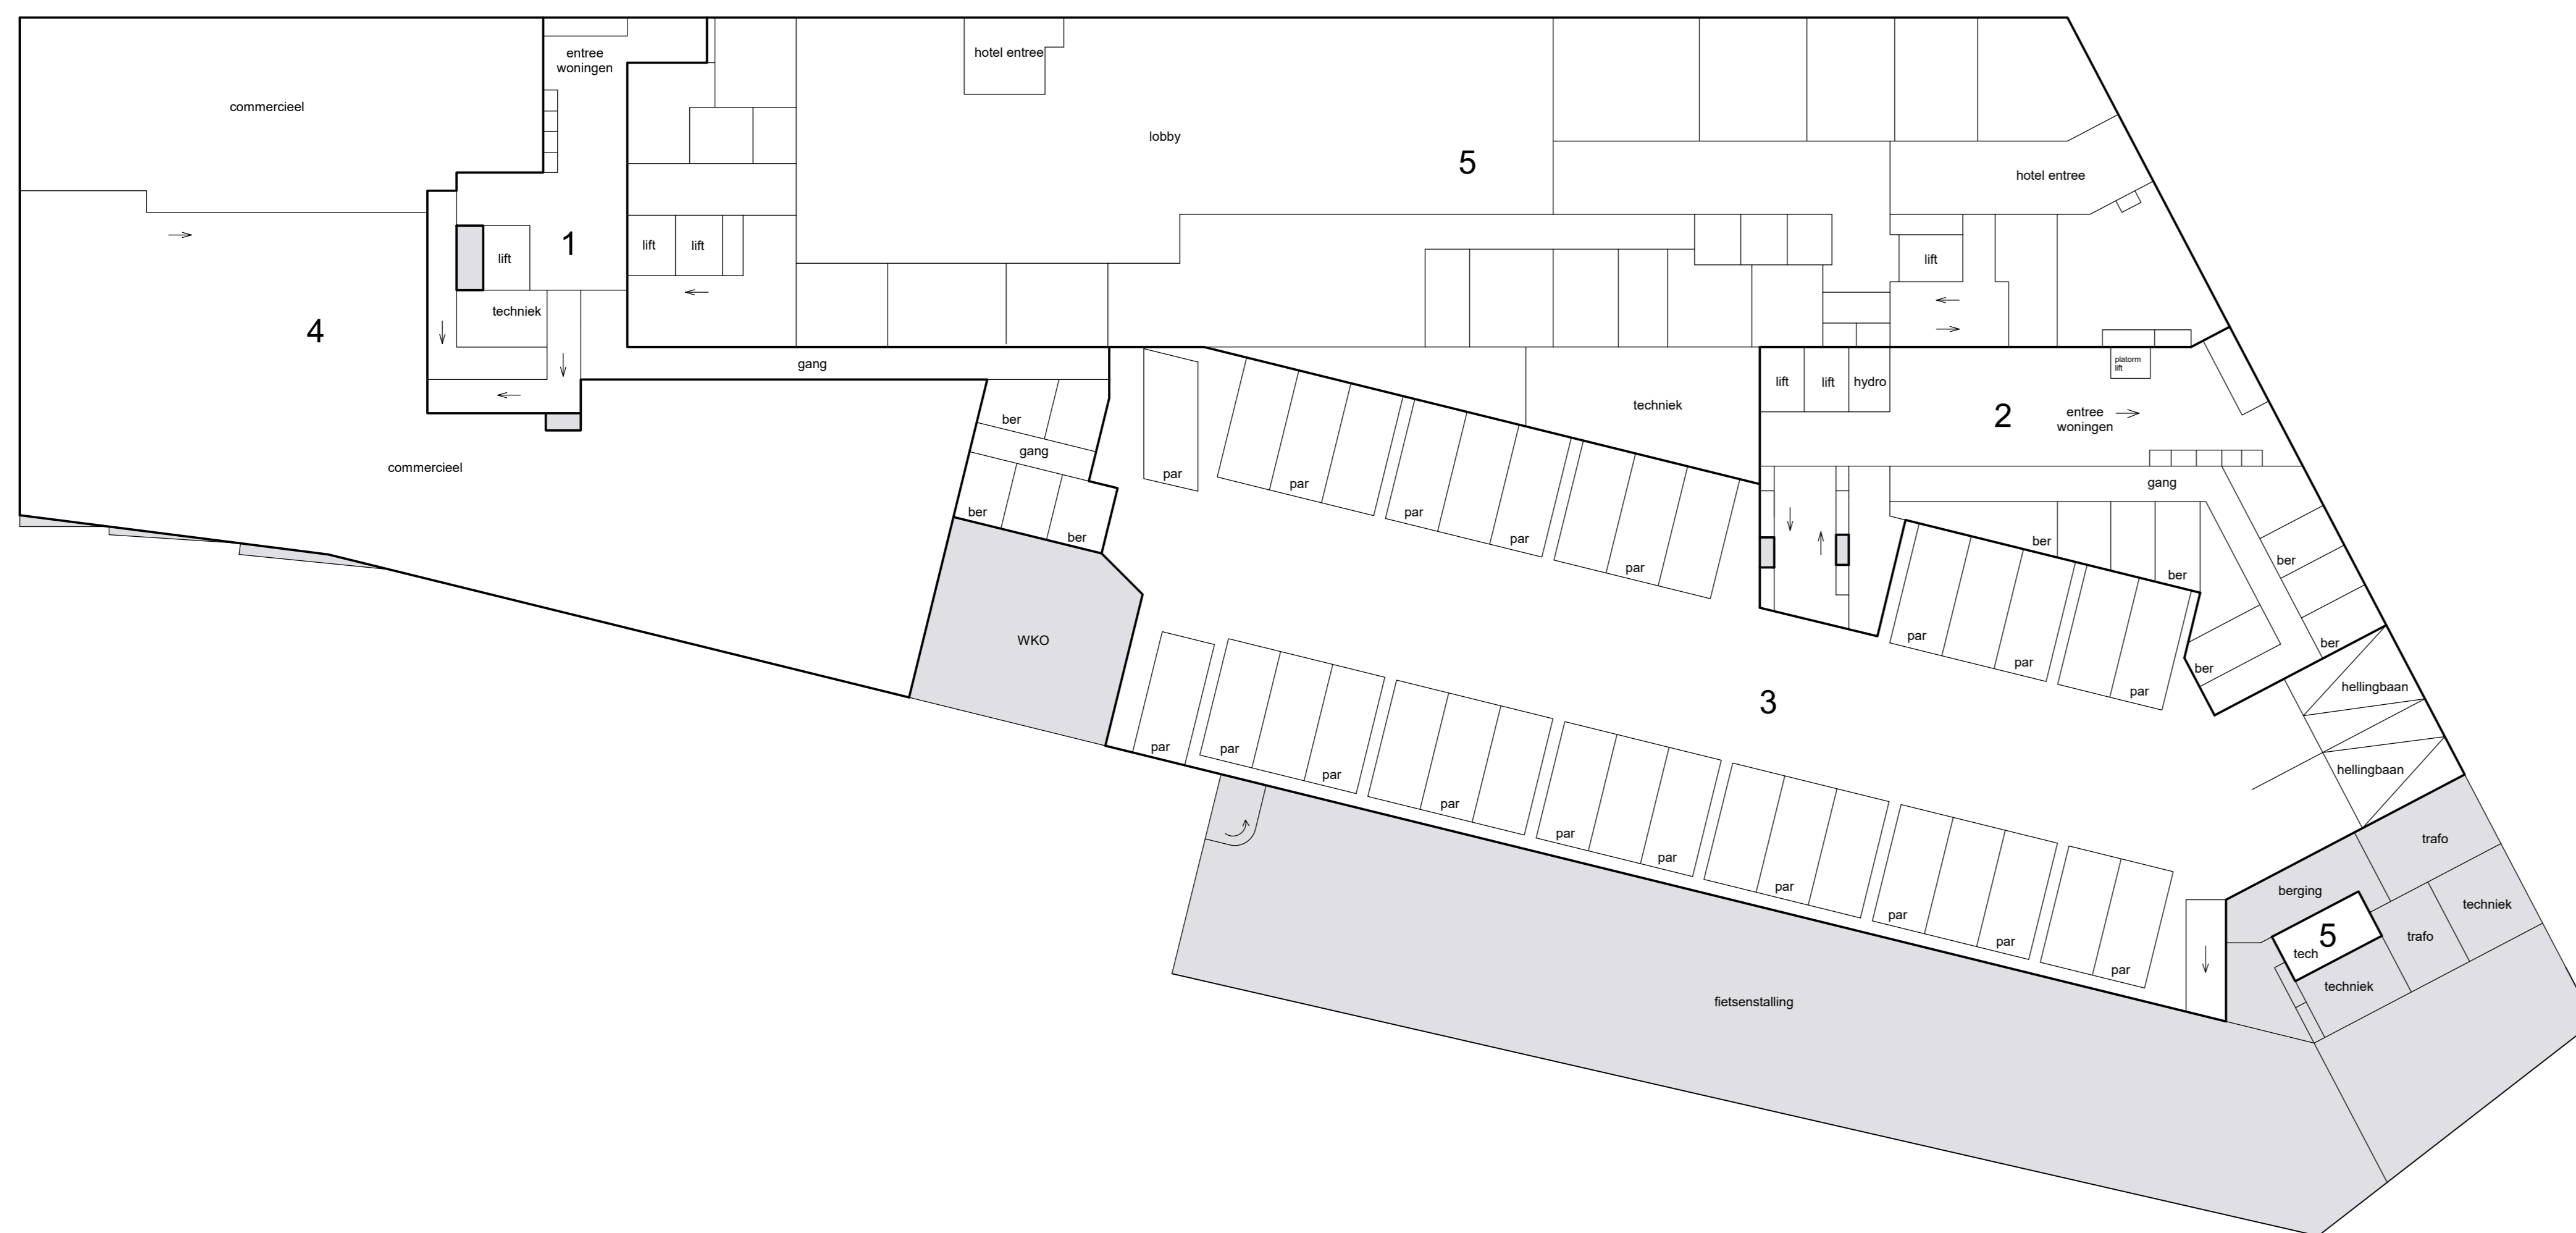 entree
woningen
hotel entree
commercieel
lobby
5
hotel entree
1
lift
lift
lift
lift
techniek
4
gang
platorm
lift
lift
lift
hydro
techniek
2
entree
woningen
ber
gang
commercieel
par
par
gang
ber
ber
par
par
par
ber
ber
ber
WKO
par
par
ber
ber
par
hellingbaan
3
par
par
par
hellingbaan
par
par
par
trafo
par
berging
techniek
par
5
trafo
par
tech
par
techniek
fietsenstalling